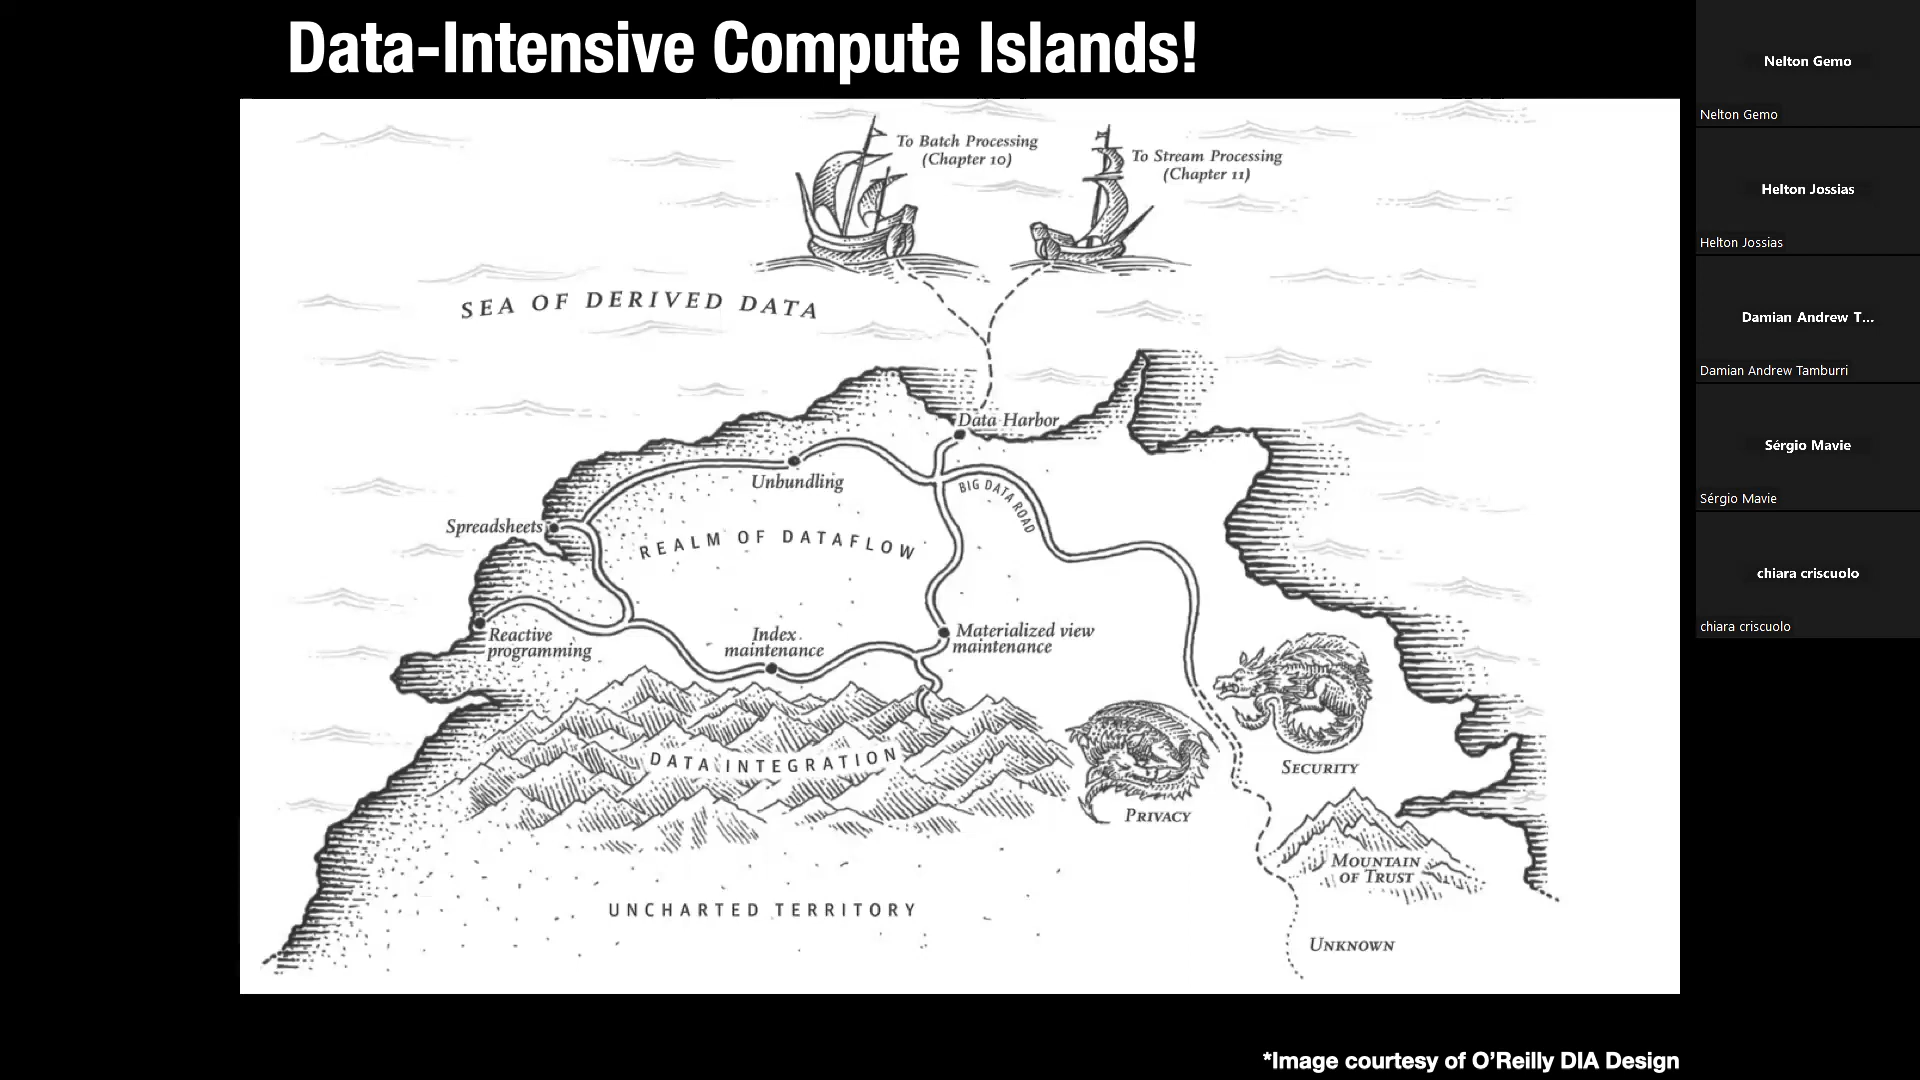 Data-Intensive Compute Islands!
To Batch Processing
(Chapter 10)
To Stream Processing
(Chapter 11)
SEA OF DERIVED DATA
Data Harbor
Unbundling
BIG DATA ROAD
Spreadsheets
REALM OF DATAFLOW
Reactive
programming
Index
maintenance
Materialized view
maintenance
DATA INTEGRATION
PRIVACY
SECURITY
MOUNTAIN
OF TRUST
UNCHARTED TERRITORY
UNKNOWN
*Image courtesy of O'Reilly DIA Design
Nelton Gemo
Nelton Gemo
Helton Jossias
Helton Jossias
Damian Andrew T...
Damian Andrew Tamburri
Sérgio Mavie
Sérgio Mavie
chiara criscuolo
chiara criscuolo